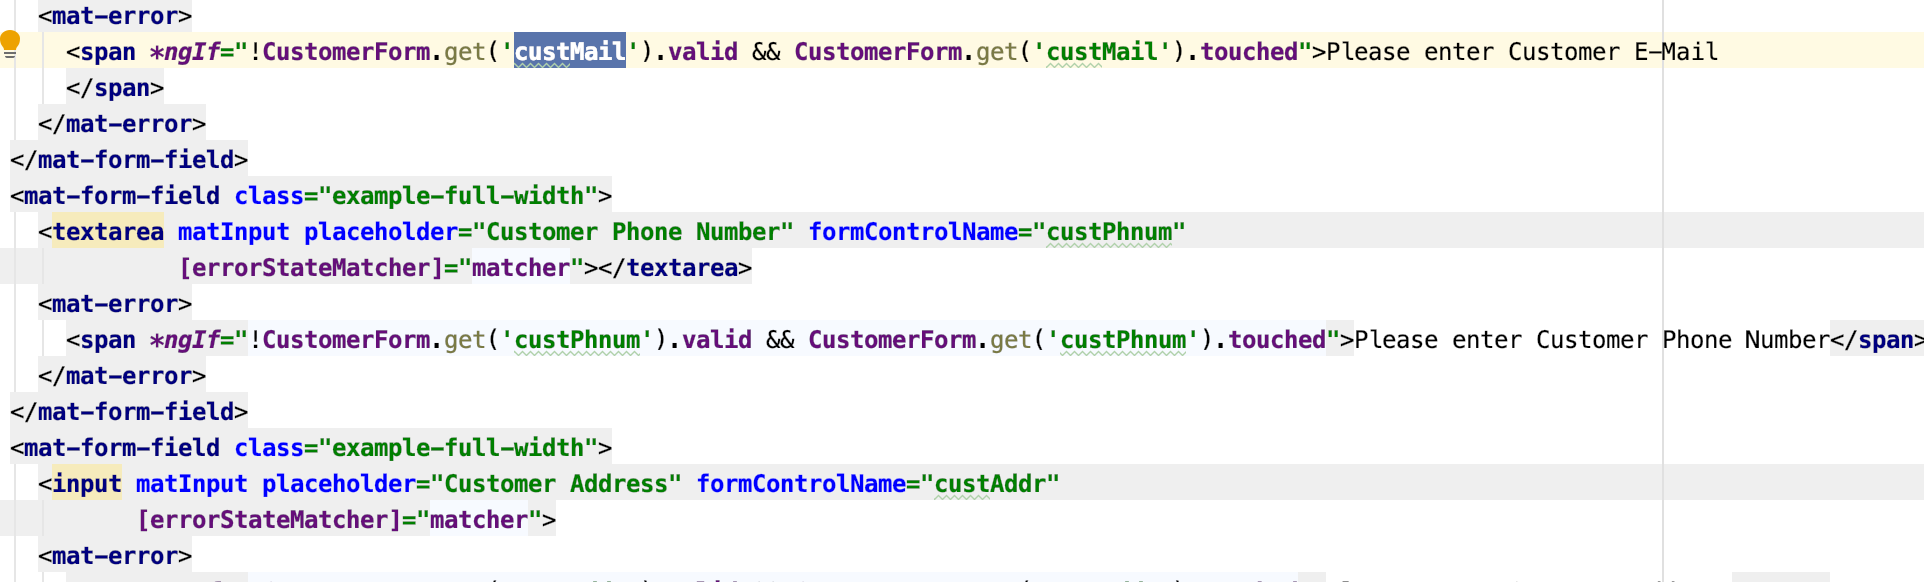 <mat-error>
<span *ngIf="!CustomerForm.get('custMail').valid && CustomerForm.get('custMail').touched">Please enter Customer E-Mail
</span>
</mat-error>
</mat-form-field>
<mat-form-field class="example-full-width">
<textarea matInput placeholder="Customer Phone Number" formControlName="custPhnum"
[errorStateMatcher]="matcher"></textarea>
<mat-error>
<span *ngIf="!CustomerForm.get('custPhnum').valid && CustomerForm.get('custPhnum').touched">Please enter Customer Phone Number</span>
</mat-error>
</mat-form-field>
<mat-form-field class="example-full-width">
<input matInput placeholder="Customer Address" formControlName="custAddr"
[errorStateMatcher]="matcher">
<mat-error>